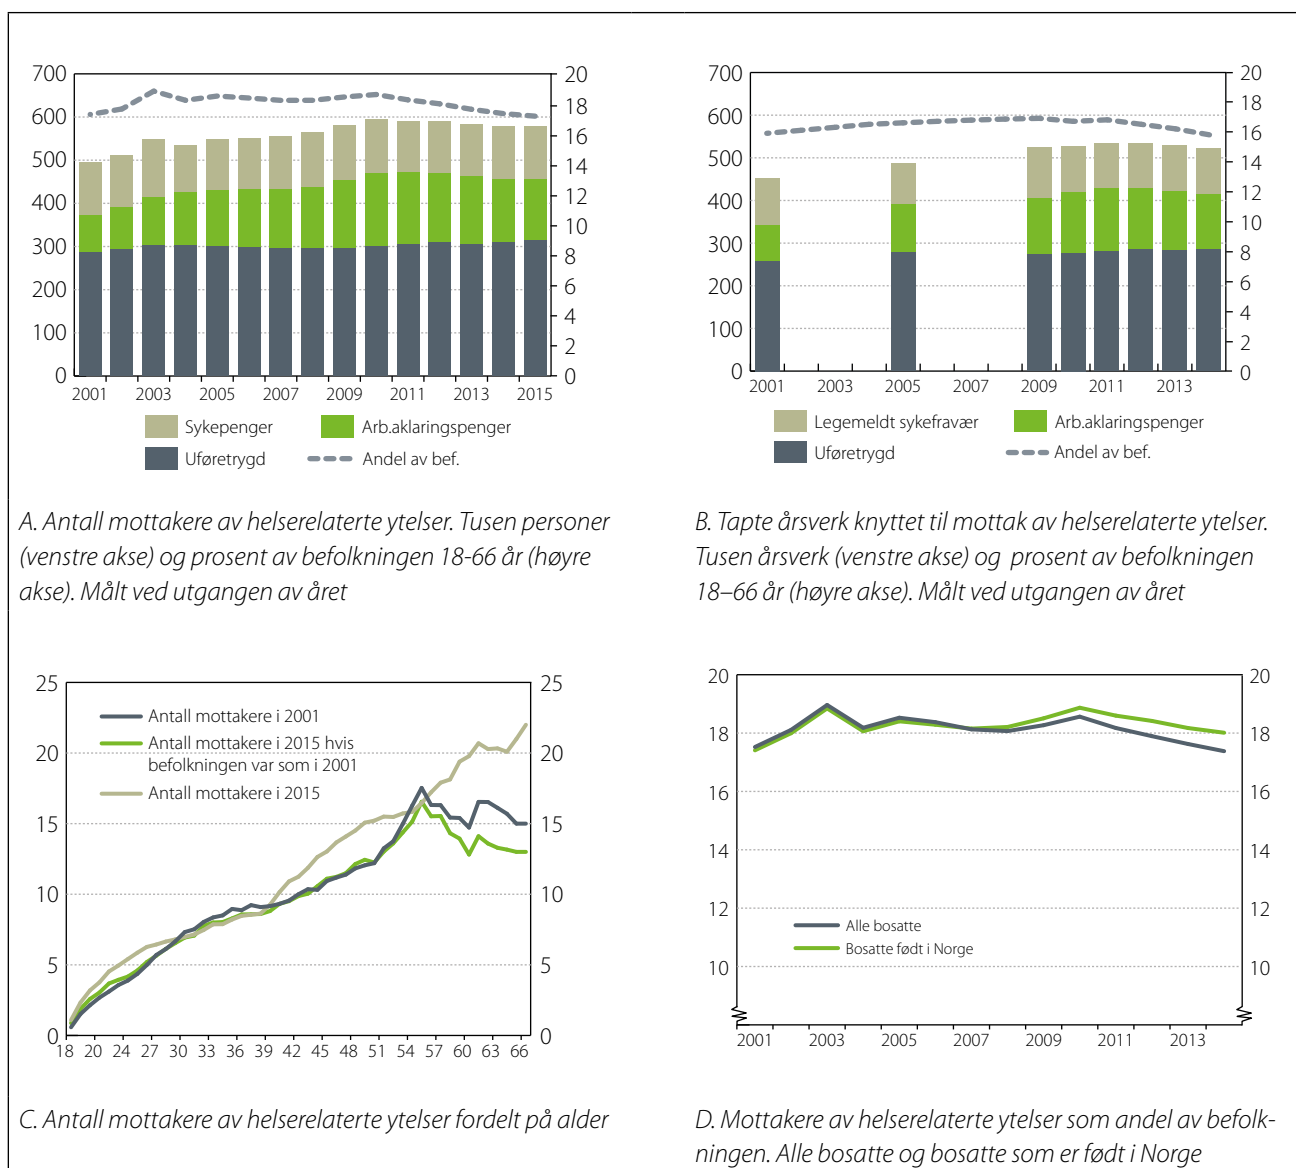 700
600
500
400
300
200
100
0
20
18
16
14
12
10
8
6
4
2
0
2001 2003 2005 2007 2009 2011 2013 2015
Sykepenger Arb.aklaringspenger
Uføretrygd Andel av bef.
A. Antall mottakere av helserelaterte ytelser. Tusen personer
(venstre akse) og prosent av befolkningen 18-66 år (høyre
akse). Målt ved utgangen av året
700
600
500
400
300
200
100
0
20
18
16
14
12
10
8
6
4
2
0
2001 2003 2005 2007 2009 2011 2013
Legemeldt sykefravær Arb.aklaringspenger
Uføretrygd Andel av bef.
B. Tapte årsverk knyttet til mottak av helserelaterte ytelser.
Tusen årsverk (venstre akse) og prosent av befolkningen
18–66 år (høyre akse). Målt ved utgangen av året
25
20
15
10
5
0
25
20
15
10
5
0
Antall mottakere i 2001
Antall mottakere i 2015 hvis
befolkningen var som i 2001
Antall mottakere i 2015
18 20 24 27 30 33 36 39 42 45 48 51 54 57 60 63 66
C. Antall mottakere av helserelaterte ytelser fordelt på alder
20
18
16
14
12
10
20
18
16
14
12
10
Alle bosatte
Bosatte født i Norge
2001 2003 2005 2007 2009 2011 2013
D. Mottakere av helserelaterte ytelser som andel av befolk-
ningen. Alle bosatte og bosatte som er født i Norge